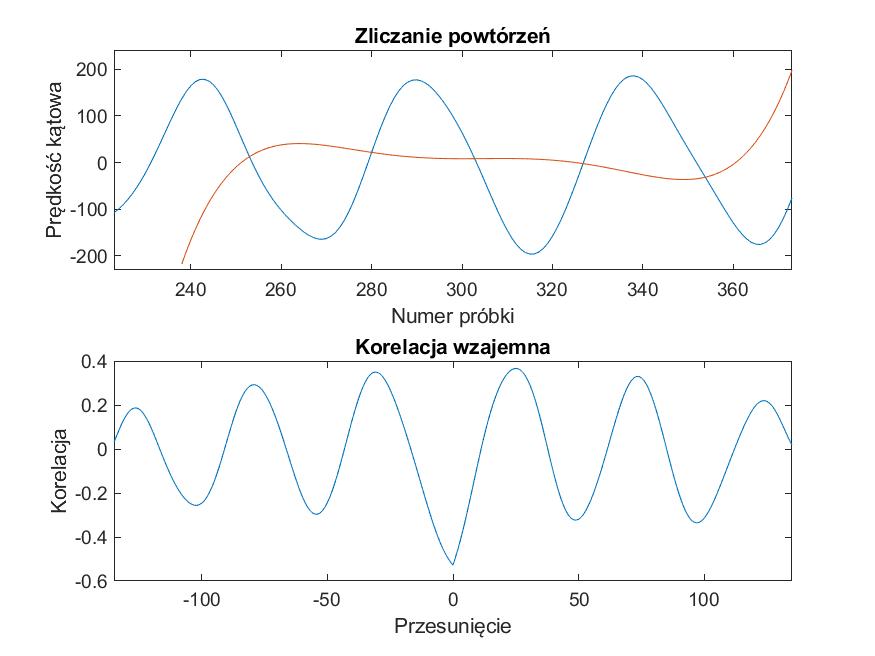 Zliczanie powtórzeń
Prędkość kątowa
200
100
0
-100
-200
240 260 280 300 320 340 360
Numer próbki
Korelacja wzajemna
Korelacja
0.4
0.2
0
-0.2
-0.4
-0.6
-100 -50 0 50 100
Przesunięcie